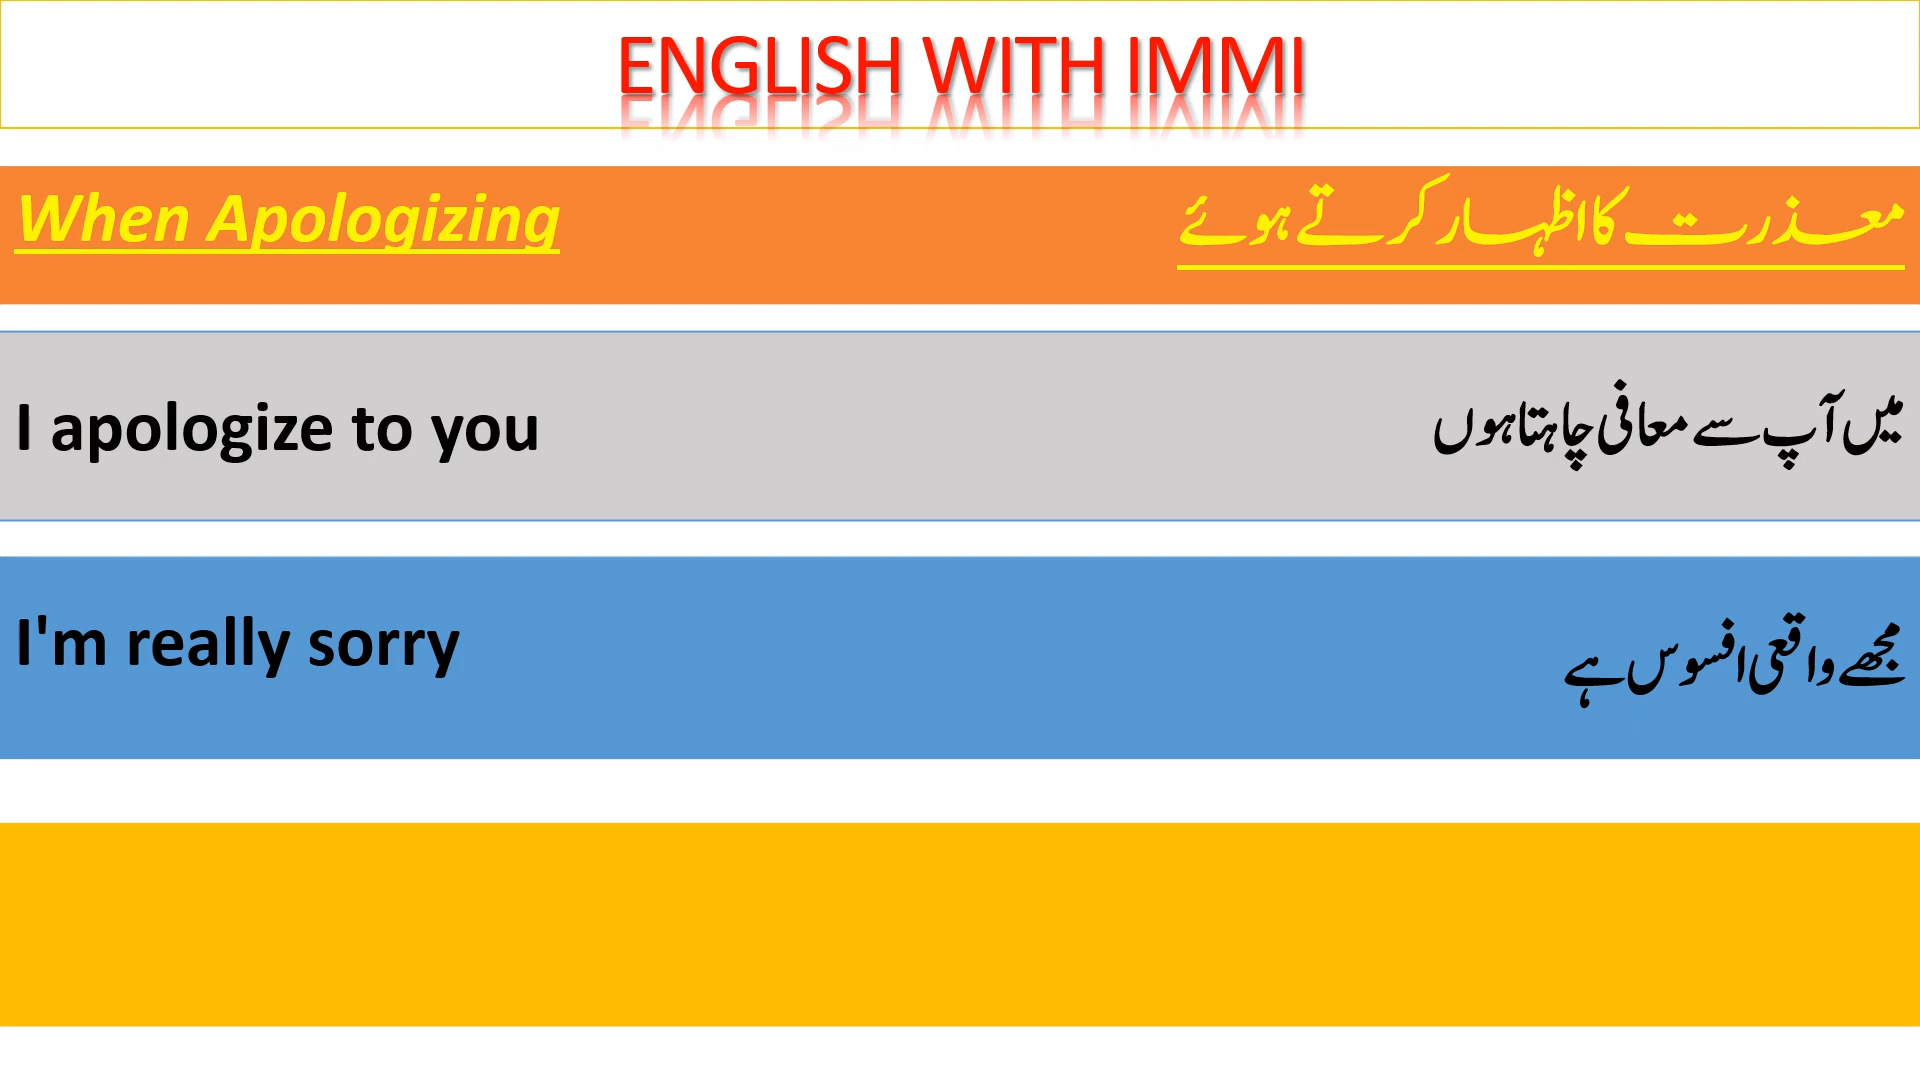 ENGLISH WITH IMMI
When Apologizing
معذرت کا اظہار کرتے ہوئے
I apologize to you
میں آپ سے معافی چاہتا ہوں
I'm really sorry
مجھے واقعی افسوس ہے